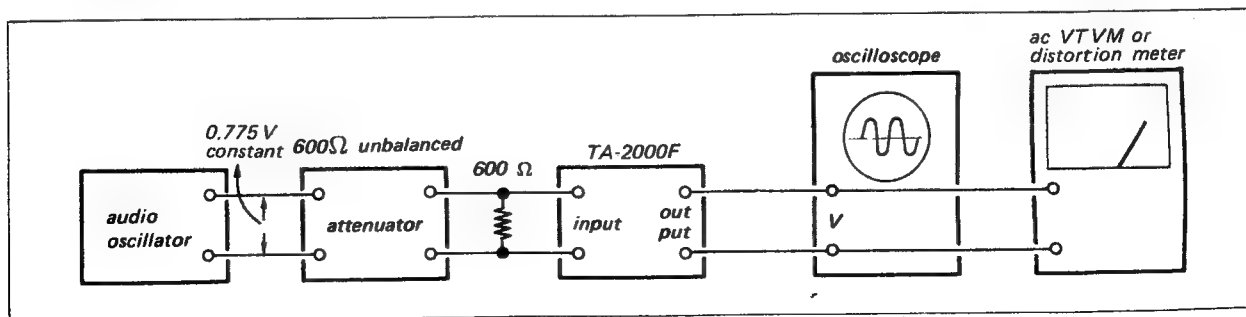 ac VTVM or
distortion meter
oscilloscope
0.775 V
constant
600Ω unbalanced
600 Ω
TA-2000F
audio
oscillator
attenuator
input
out
put
V